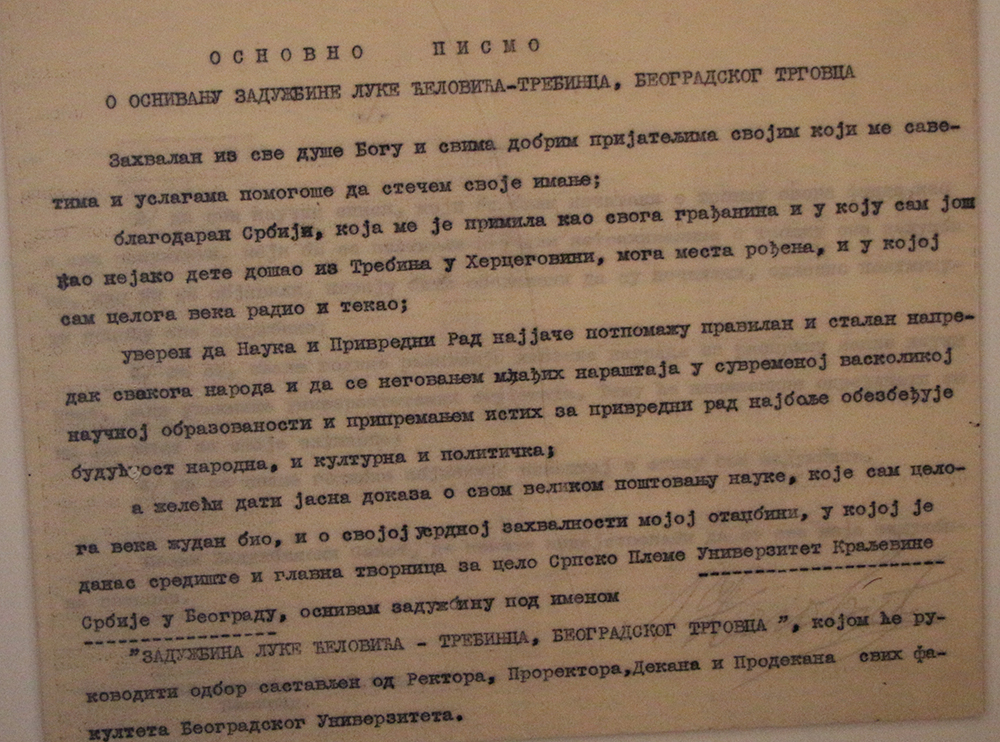 ОСНОВНО ПИСМО
О ОСНИВАЊУ ЗАДУЖБИНЕ ЛУКЕ ЋЕЛОВИЋА-ТРЕБИЊЦА, БЕОГРАДСКОГ ТРГОВЦА
Захвалан из све душе Богу и свима добрим пријатељима својим који ме саве-
тима и услагама помогоше да стечем своје имање;
благодаран Србији, која ме је примила као свога грађанина и у коју сам још
као нејако дете дошао из Требиња у Херцеговини, мога места рођена, и у којој
сам целога века радио и текао;
уверен да Наука и Привредни Рад најјаче потпомажу правилан и сталан напре-
дак свакога народа и да се неговањем млађих нараштаја у сувременој васколикој
научној образованости и припремањем истих за привредни рад најбоље обезбеђује
будућност народна, и културна и политичка;
а желећи дати јасна доказа о свом великом поштовању науке, које сам цело-
га века жудан био, и о својој усрдној захвалности мојој отаџбини, у којој је
данас средиште и главна творница за цело Српско Племе Универзитет Краљевине
Србије у Београду, оснивам задужбину под именом
"ЗАДУЖБИНА ЛУКЕ ЋЕЛОВИЋА - ТРЕБИЊЦА, БЕОГРАДСКОГ ТРГОВЦА", којом ће ру-
ководити одбор састављен од Ректора, Проректора,Декана и Продекана свих фа-
култета Београдског Универзитета.